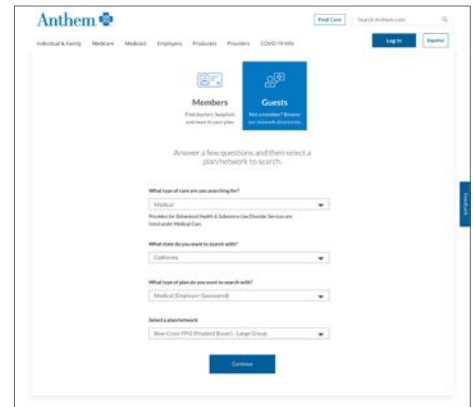 Anthem
Find Care
Search Anthem.com
Individual & Family Medicare Medicaid Employers Producers Providers COVID-19 Info
Log In
Español
Members
Find doctors, hospitals
and more in your plan
Guests
Not a member? Browse
our network directories
Answer a few questions and then select a
plan/network to search.
What type of care are you searching for?
Medical
Providers for Behavioral Health & Substance Use Disorder Services are
listed under Medical Care.
What state do you want to search with?
California
What type of plan do you want to search with?
Medical (Employer-Sponsored)
Select a plan/network
Blue Cross PPO (Prudent Buyer) - Large Group
Continue
Feedback